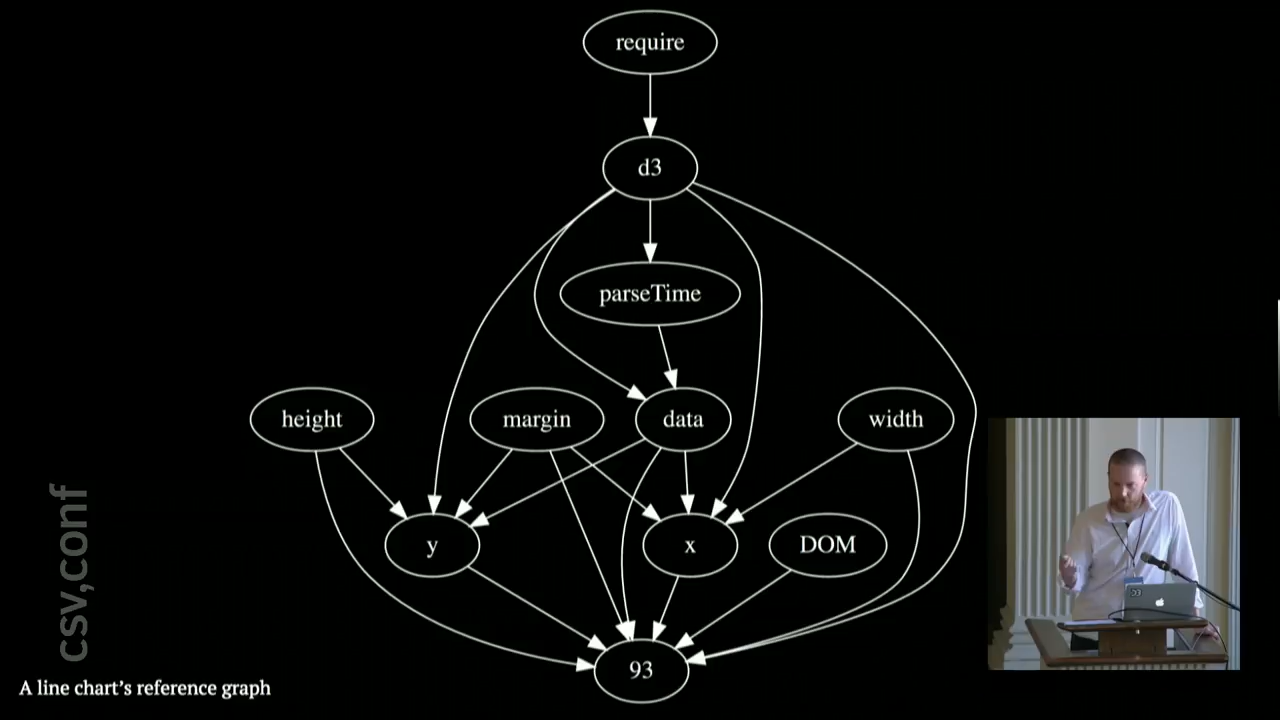 require
d3
parseTime
height
margin
data
width
y
x
DOM
93
csv,conf
A line chart's reference graph